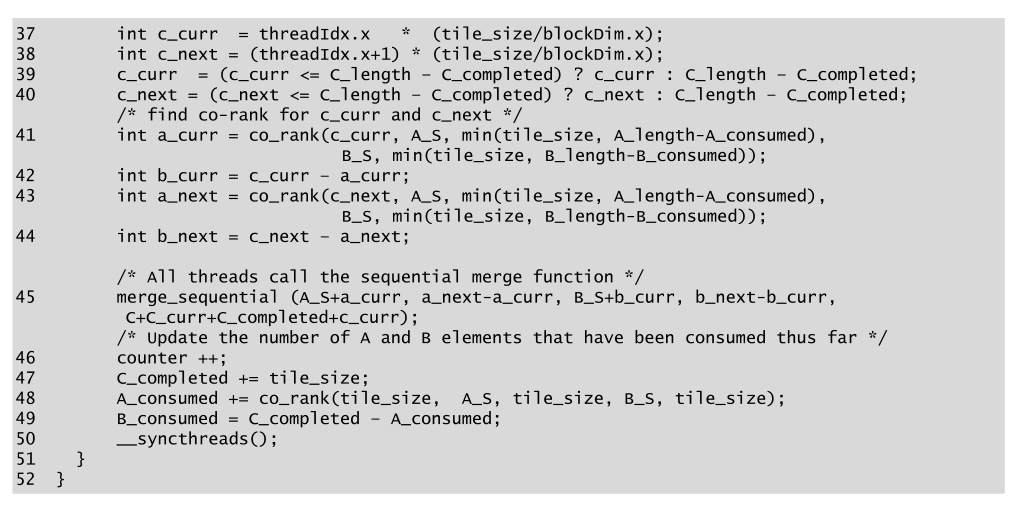 37 int c_curr = threadIdx.x * (tile_size/blockDim.x);
38 int c_next = (threadIdx.x+1) * (tile_size/blockDim.x);
39 c_curr = (c_curr <= C_length - C_completed) ? c_curr : C_length - C_completed;
40 c_next = (c_next <= C_length - C_completed) ? c_next : C_length - C_completed;
/* find co-rank for c_curr and c_next */
41 int a_curr = co_rank(c_curr, A_S, min(tile_size, A_length-A_consumed),
B_S, min(tile_size, B_length-B_consumed));
42 int b_curr = c_curr - a_curr;
43 int a_next = co_rank(c_next, A_S, min(tile_size, A_length-A_consumed),
B_S, min(tile_size, B_length-B_consumed));
44 int b_next = c_next - a_next;
/* All threads call the sequential merge function */
45 merge_sequential (A_S+a_curr, a_next-a_curr, B_S+b_curr, b_next-b_curr,
C+C_curr+C_completed+c_curr);
/* Update the number of A and B elements that have been consumed thus far */
46 counter ++;
47 C_completed += tile_size;
48 A_consumed += co_rank(tile_size, A_S, tile_size, B_S, tile_size);
49 B_consumed = C_completed - A_consumed;
50 __syncthreads();
51 }
52 }